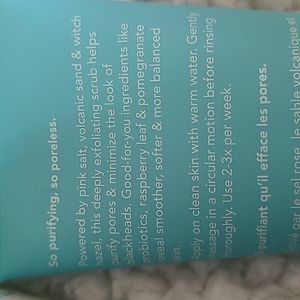 So purifying, so poreless.
Powered by pink salt, volcanic sand & witch
hazel, this deeply exfoliating scrub helps
purify pores & minimize the look of
blackheads. Good-for-you ingredients like
probiotics, raspberry leaf & pomegranate
reveal smoother, softer & more balanced
skin.
Apply on clean skin with warm water. Gently
massage in a circular motion before rinsing
thoroughly. Use 2-3x per week.
purifiant qu'il efface les pores.
par le sel rose, le sable volcanique et